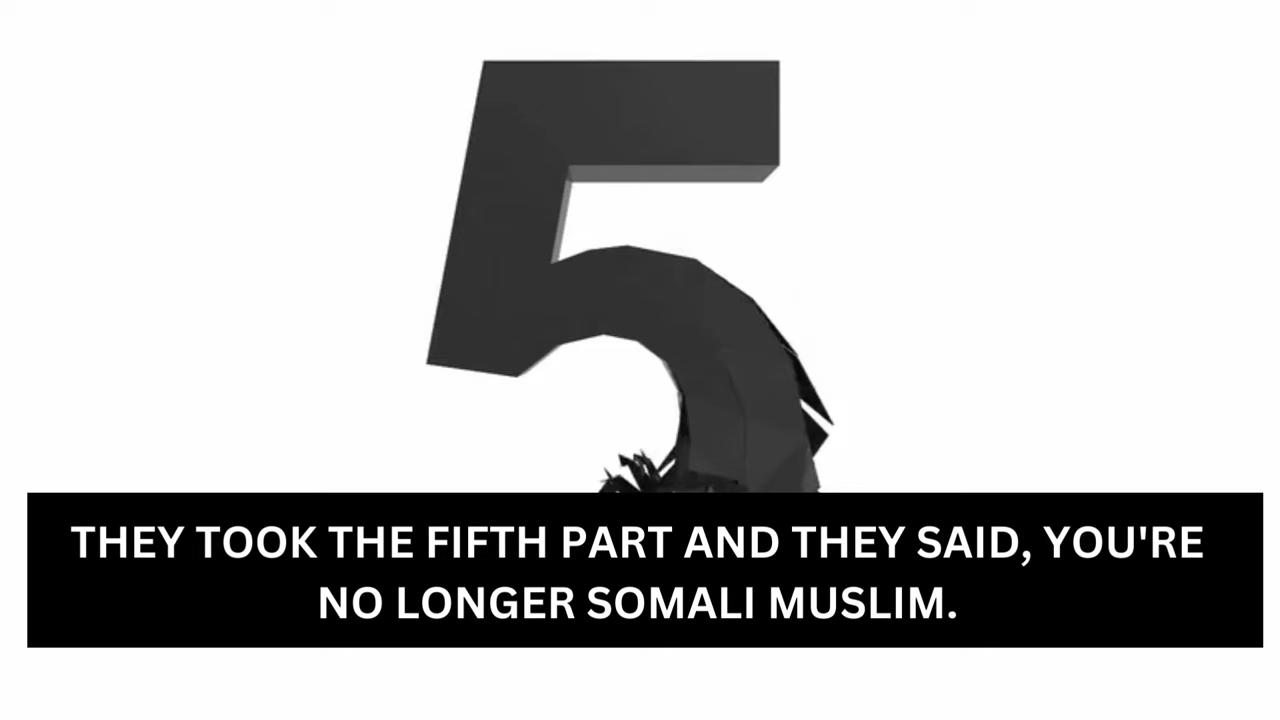 5
THEY TOOK THE FIFTH PART AND THEY SAID, YOU'RE
NO LONGER SOMALI MUSLIM.